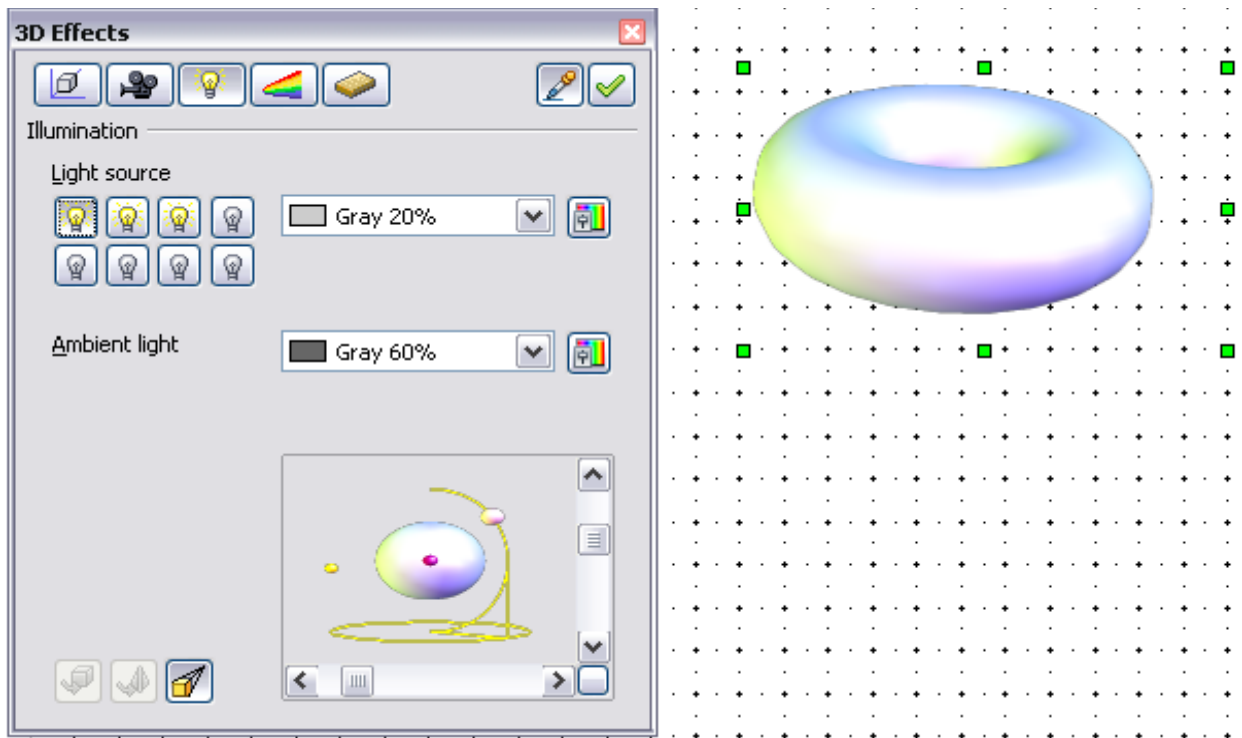 3D Effects
Illumination
Light source
Gray 20%
Ambient light
Gray 60%